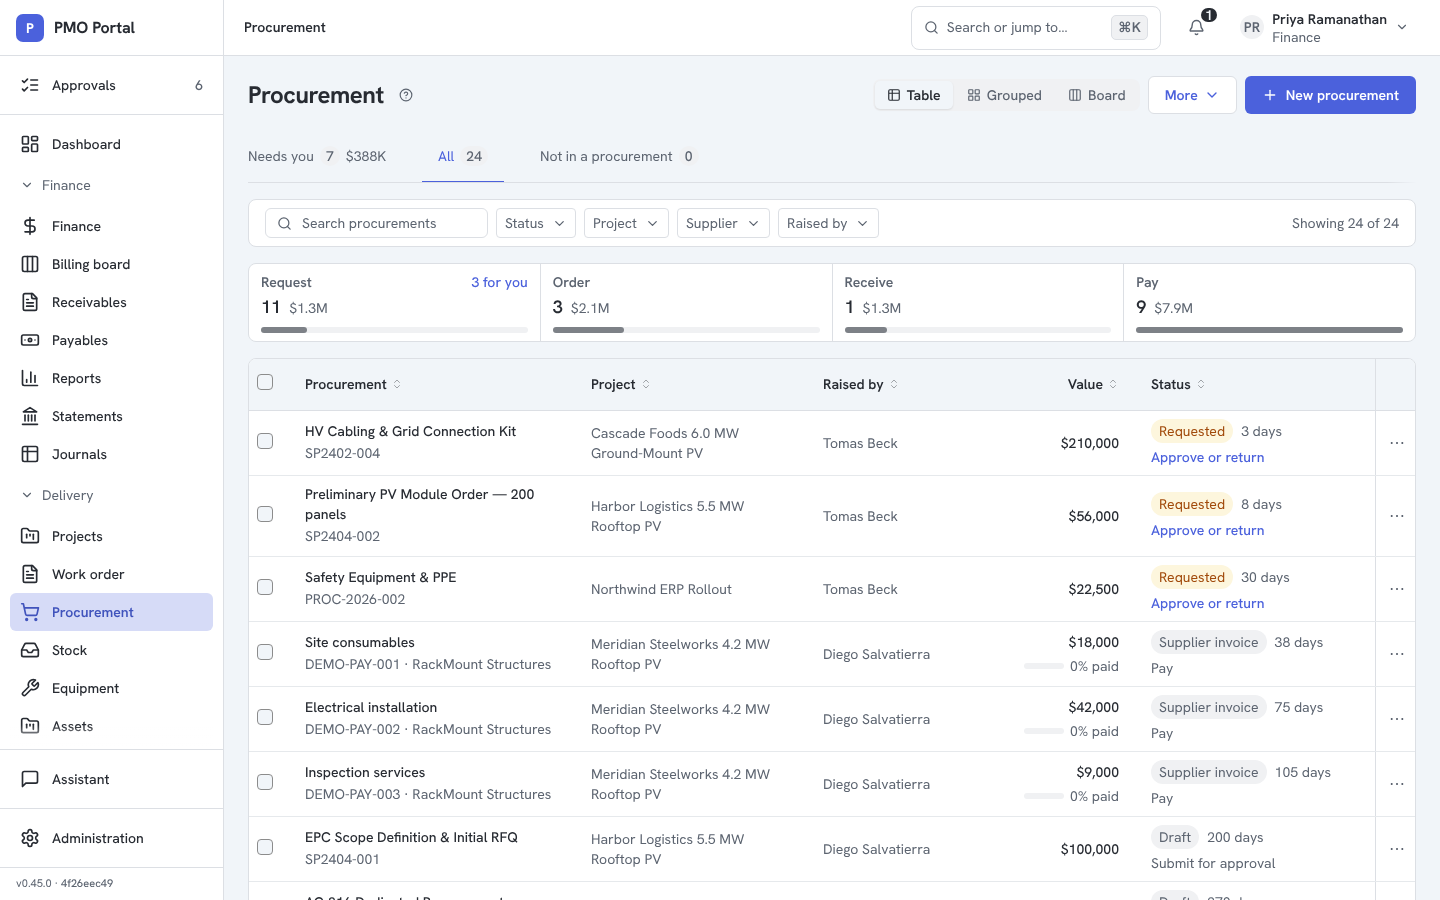 P PMO Portal
Procurement
Search or jump to...
⌘K
1
PR
Priya Ramanathan
Finance
Approvals 6
Dashboard
Finance
Finance
Billing board
Receivables
Payables
Reports
Statements
Journals
Delivery
Projects
Work order
Procurement
Stock
Equipment
Assets
Assistant
Administration
v0.45.0 · 4f26eec49
Procurement
Table
Grouped
Board
More
New procurement
Needs you 7 $388K
All 24
Not in a procurement 0
Search procurements
Status
Project
Supplier
Raised by
Showing 24 of 24
Request 3 for you
11 $1.3M
Order
3 $2.1M
Receive
1 $1.3M
Pay
9 $7.9M
Procurement Project Raised by Value Status
HV Cabling & Grid Connection Kit
SP2402-004
Cascade Foods 6.0 MW
Ground-Mount PV
Tomas Beck
$210,000
Requested 3 days
Approve or return
Preliminary PV Module Order — 200
panels
SP2404-002
Harbor Logistics 5.5 MW
Rooftop PV
Tomas Beck
$56,000
Requested 8 days
Approve or return
Safety Equipment & PPE
PROC-2026-002
Northwind ERP Rollout
Tomas Beck
$22,500
Requested 30 days
Approve or return
Site consumables
DEMO-PAY-001 · RackMount Structures
Meridian Steelworks 4.2 MW
Rooftop PV
Diego Salvatierra
$18,000
0% paid
Supplier invoice 38 days
Pay
Electrical installation
DEMO-PAY-002 · RackMount Structures
Meridian Steelworks 4.2 MW
Rooftop PV
Diego Salvatierra
$42,000
0% paid
Supplier invoice 75 days
Pay
Inspection services
DEMO-PAY-003 · RackMount Structures
Meridian Steelworks 4.2 MW
Rooftop PV
Diego Salvatierra
$9,000
0% paid
Supplier invoice 105 days
Pay
EPC Scope Definition & Initial RFQ
SP2404-001
Harbor Logistics 5.5 MW
Rooftop PV
Diego Salvatierra
$100,000
Draft 200 days
Submit for approval